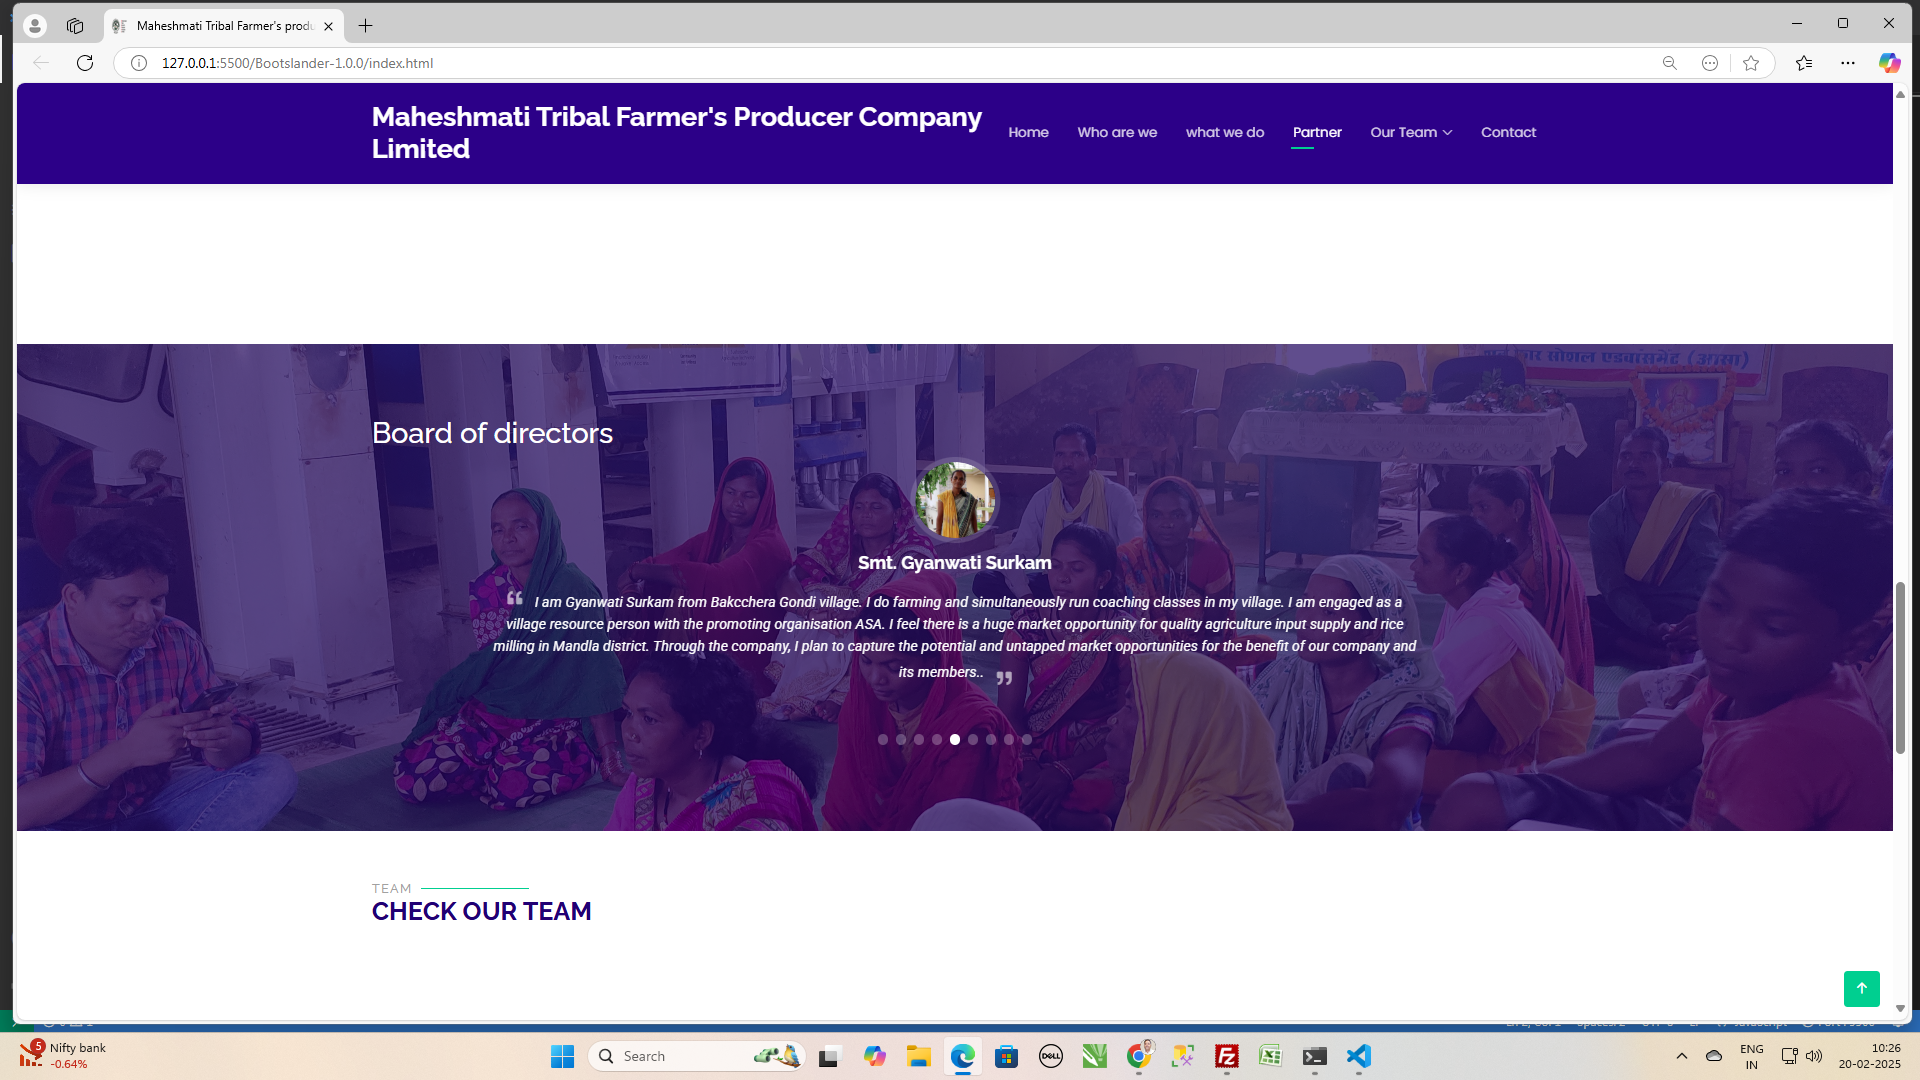 Maheshmati Tribal Farmer's produ
127.0.0.1:5500/Bootslander-1.0.0/index.html
Maheshmati Tribal Farmer's Producer Company
Limited
Home
Who are we
what we do
Partner
Our Team
Contact
सोशल एडवांसमेंट
Board of directors
Smt. Gyanwati Surkam
“ I am Gyanwati Surkam from Bakcchera Gondi village. I do farming and simultaneously run coaching classes in my village. I am engaged as a
village resource person with the promoting organisation ASA. I feel there is a huge market opportunity for quality agriculture input supply and rice
milling in Mandla district. Through the company, I plan to capture the potential and untapped market opportunities for the benefit of our company and
its members.. ”
TEAM
CHECK OUR TEAM
5
Nifty bank
-0.64%
Search
DELL
ENG
IN
10:26
20-02-2025